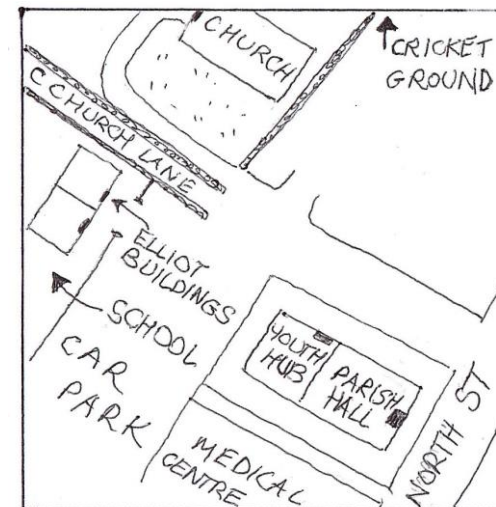 CHURCH
CRICKET
GROUND
C CHURCH LANE
ELLIOT
BUILDINGS
SCHOOL
CAR
PARK
YOUTH
HUB
PARISH
HALL
MEDICAL
CENTRE
NORTH ST